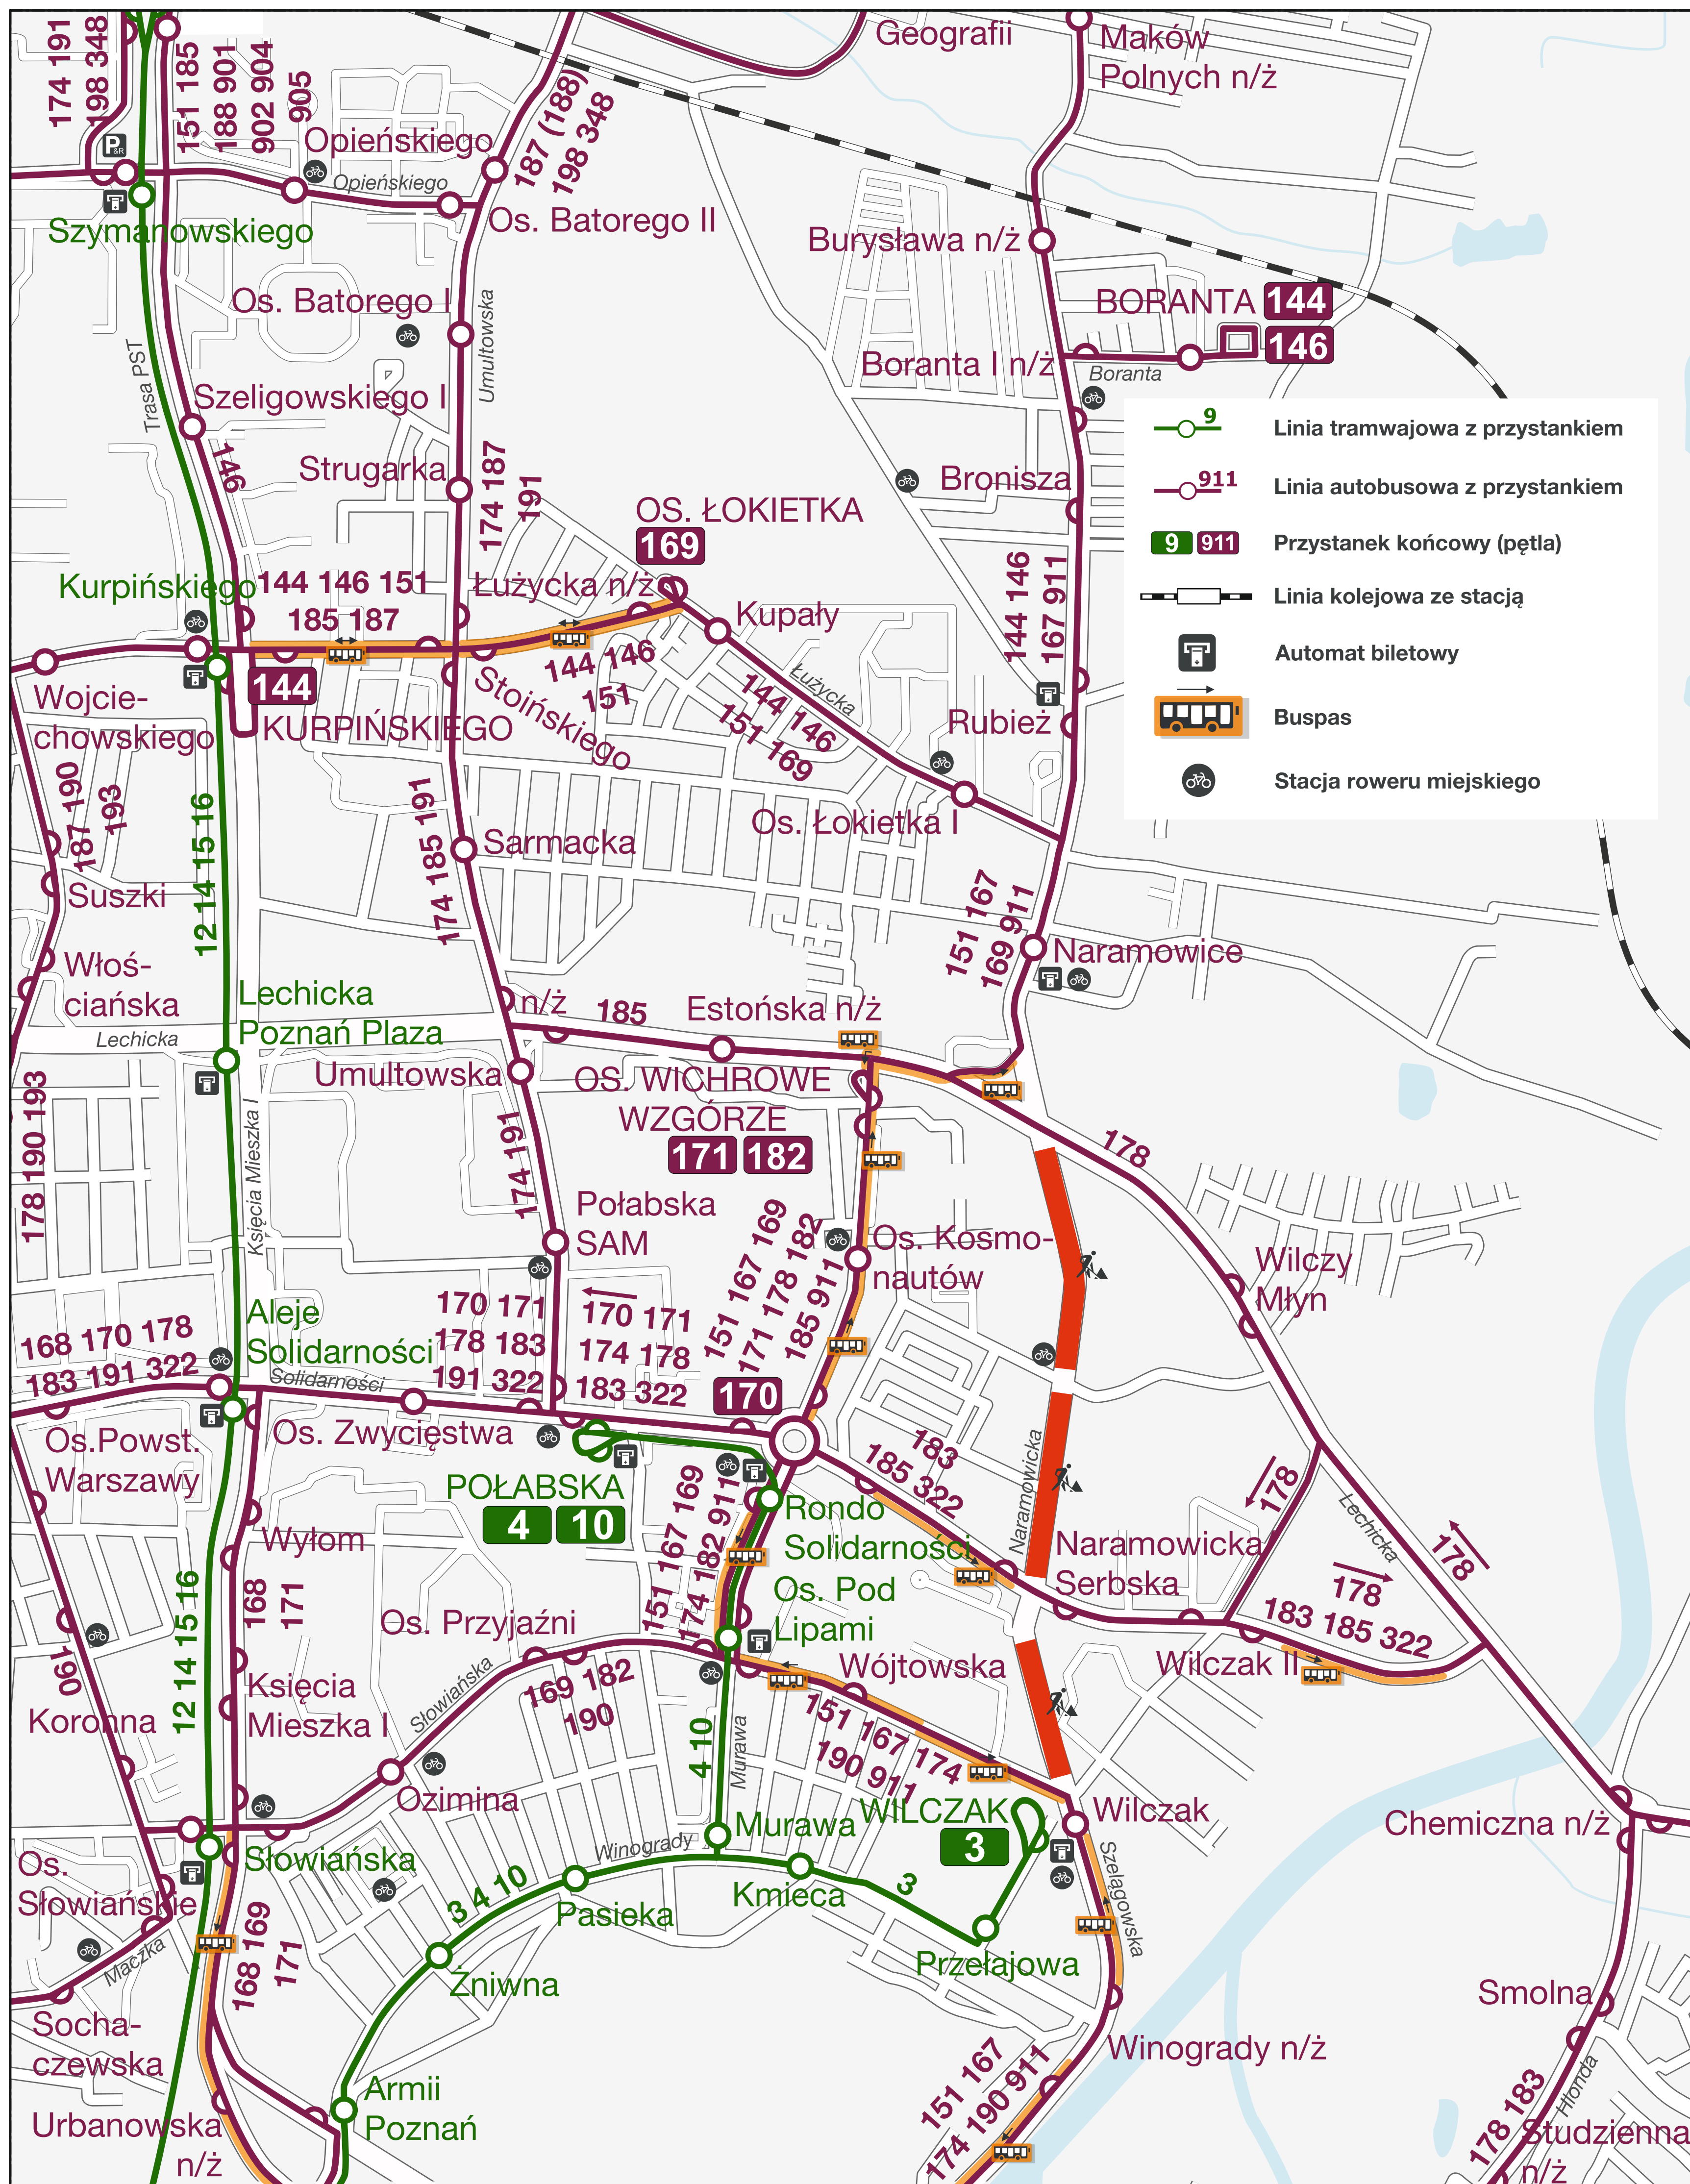 174 191
198 348
151 185
188 901
902 904
905
187 (188)
198 348
Geografii
Maków
Polnych n/ż
P&R
Opieńskiego
Opieńskiego
Szymanowskiego
Os. Batorego II
Burysława n/ż
Os. Batorego I
Umultowska
BORANTA 144
146
Trasa PST
Boranta I n/ż
Boranta
Szeligowskiego I
146
Strugarka
174 187
191
Bronisza
OS. ŁOKIETKA
169
9
Linia tramwajowa z przystankiem
911
Linia autobusowa z przystankiem
9 911
Przystanek końcowy (pętla)
Linia kolejowa ze stacją
Automat biletowy
Buspas
Stacja roweru miejskiego
Kurpińskiego
144 146 151
185 187
Łużycka n/ż
Kupały
144 146
167 911
144 146
151
Łużycka
144 146
151 169
Stoińskiego
144
KURPIŃSKIEGO
Wojcie-
chowskiego
Rubież
187 190
193
12 14 15 16
174 185 191
Os. Łokietka I
Sarmacka
Suszki
151 167
169 911
Naramowice
Włoś-
ciańska
Lechicka
Lechicka
Poznań Plaza
n/ż
185
Estońska n/ż
Umultowska
OS. WICHROWE
WZGÓRZE
171 182
178 190 193
Księcia Mieszka I
174 191
178
Połabska
SAM
151 167 169
171 178 182
185 911
Os. Kosmo-
nautów
Wilczy
Młyn
Aleje
Solidarności
168 170 178
183 191 322
Solidarności
170 171
178 183
191 322
170 171
174 178
183 322
170
Os.Powst.
Warszawy
Os. Zwycięstwa
183
185 322
Naramowicka
178
Lechicka
178
POŁABSKA
4 10
Rondo
Solidarności
151 167 169
174 182 911
Wyłom
Naramowicka
Serbska
178
183 185 322
12 14 15 16
168
171
Os. Pod
Lipami
Os. Przyjaźni
Wójtowska
Wilczak II
190
Koronna
Księcia
Mieszka I
Słowiańska
169 182
190
4 10
Murawa
151 167 174
190 911
Ozimina
Murawa
WILCZAK
3
Wilczak
Chemiczna n/ż
Winogrady
Os.
Słowiańskie
Słowiańska
3 4 10
Pasieka
Kmieca
3
Szelągowska
Maczka
168 169
171
Żniwna
Przełajowa
Smolna
Socha-
czewska
Winogrady n/ż
Armii
Poznań
151 167
174 190 911
Hlonda
178 183
Urbanowska
n/ż
Studzienna
n/ż